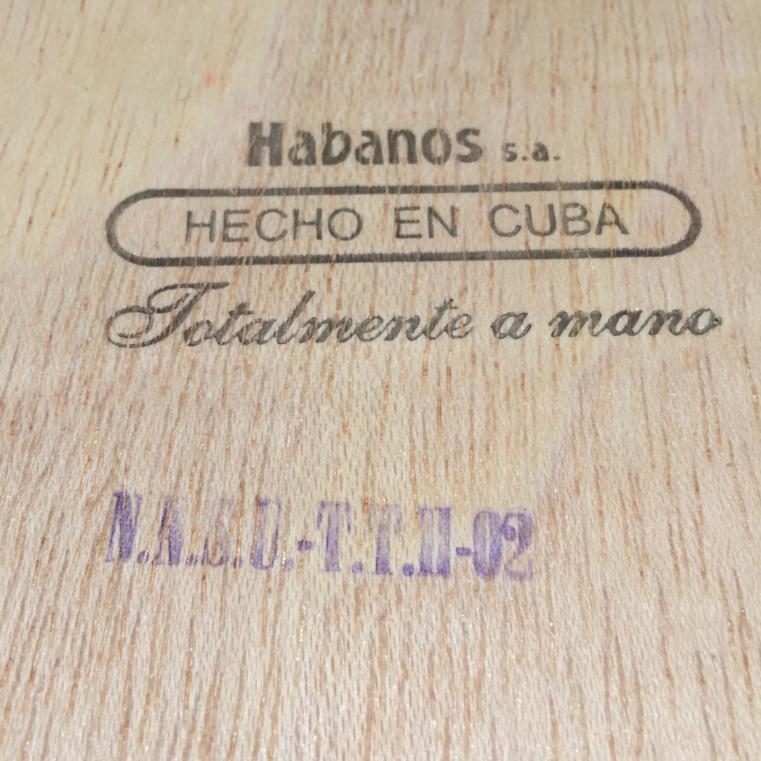 Habanos s.a.
HECHO EN CUBA
Totalmente a mano